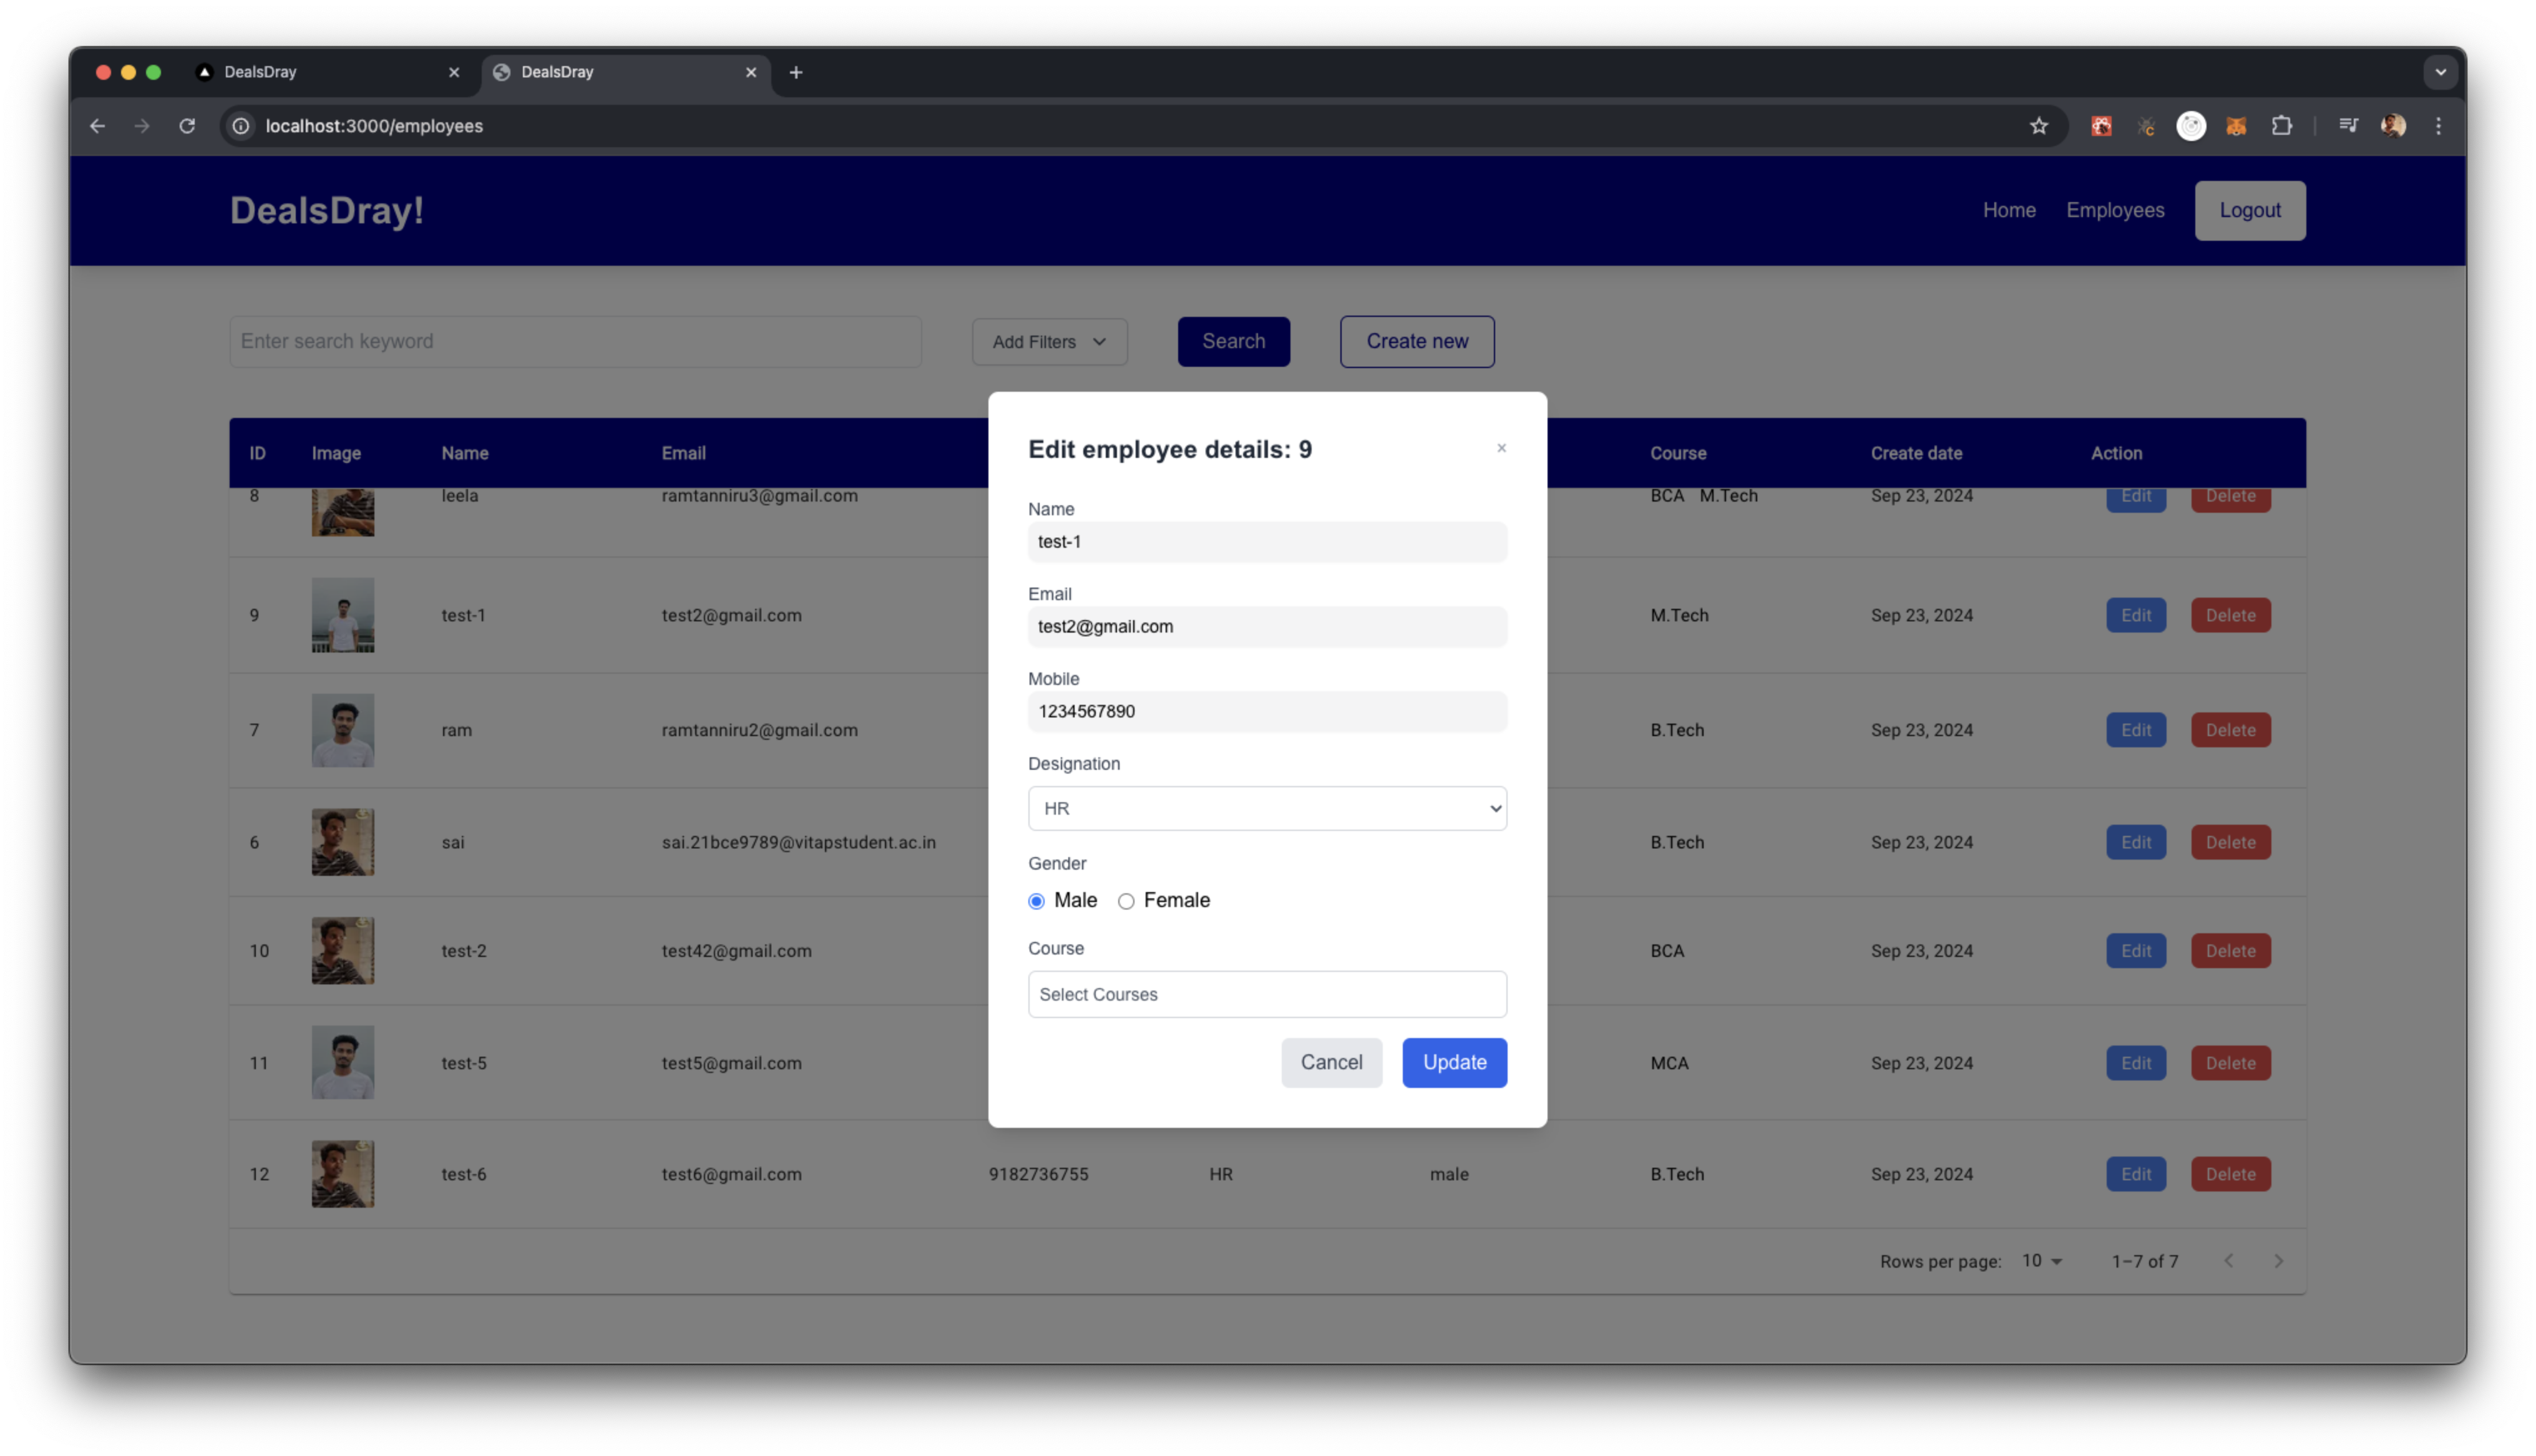 DealsDray
DealsDray
localhost:3000/employees
DealsDray!
Home Employees Logout
Enter search keyword
Add Filters
Search
Create new
ID Image Name Email Course Create date Action
8 leela ramtanniru3@gmail.com BCA M.Tech Sep 23, 2024 Edit Delete
9 test-1 test2@gmail.com M.Tech Sep 23, 2024 Edit Delete
7 ram ramtanniru2@gmail.com B.Tech Sep 23, 2024 Edit Delete
6 sai sai.21bce9789@vitapstudent.ac.in B.Tech Sep 23, 2024 Edit Delete
10 test-2 test42@gmail.com BCA Sep 23, 2024 Edit Delete
11 test-5 test5@gmail.com MCA Sep 23, 2024 Edit Delete
12 test-6 test6@gmail.com 9182736755 HR male B.Tech Sep 23, 2024 Edit Delete
Rows per page: 10 1–7 of 7
Edit employee details: 9
×
Name
test-1
Email
test2@gmail.com
Mobile
1234567890
Designation
HR
Gender
Male Female
Course
Select Courses
Cancel Update